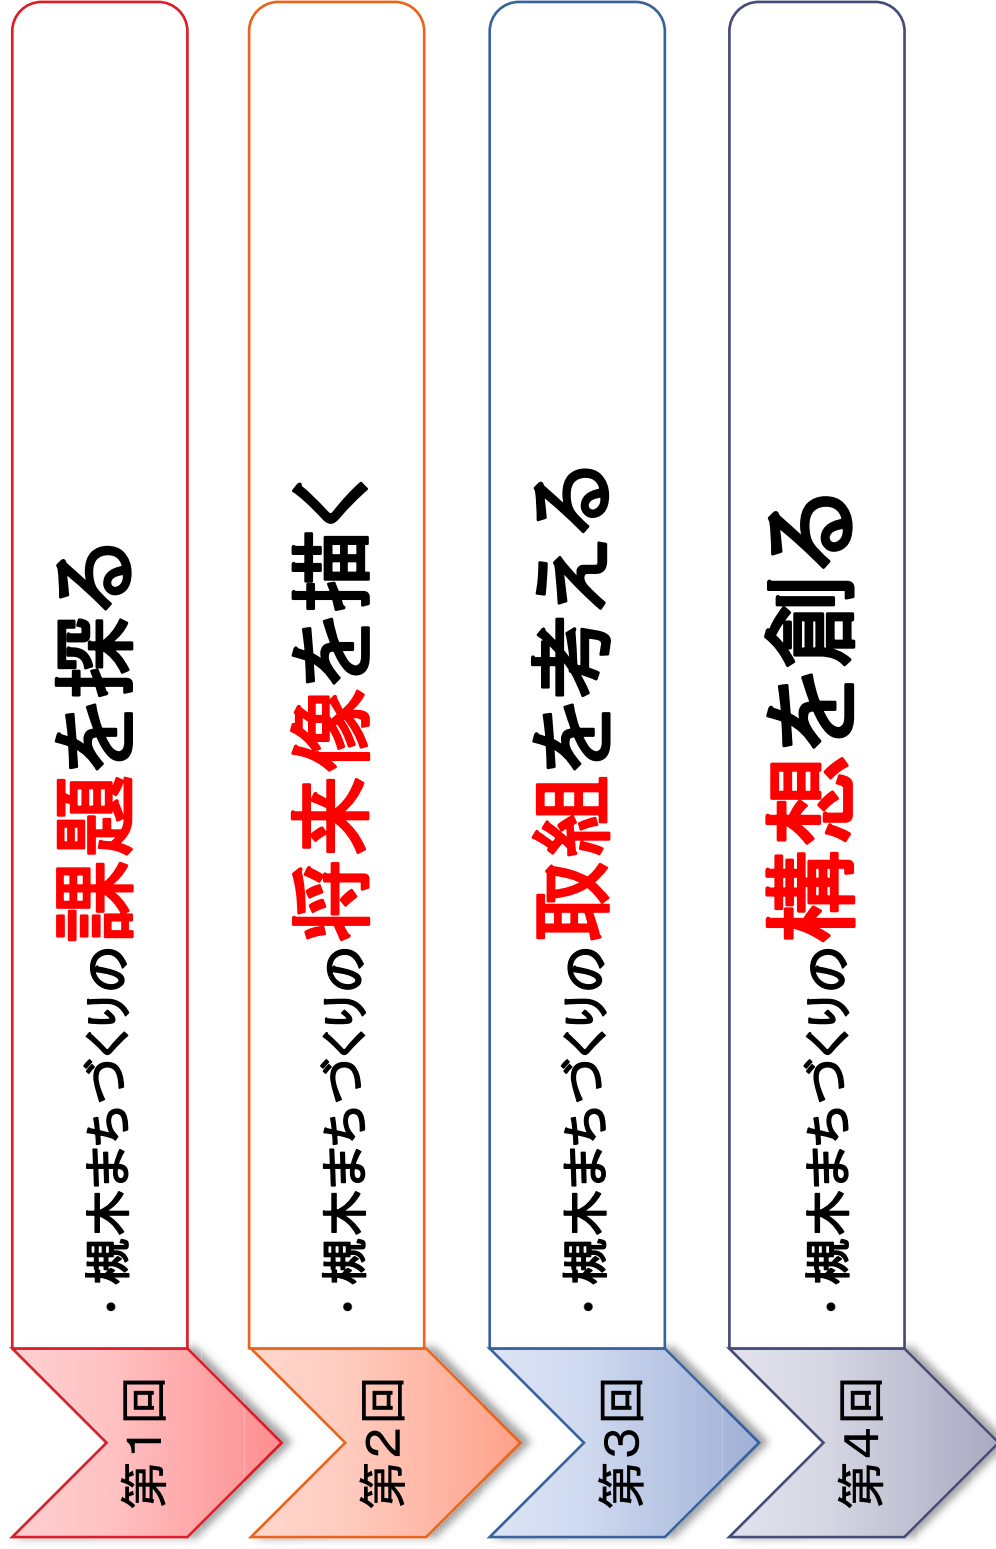 第1回
・槻木まちづくりの課題を探る
第2回
・槻木まちづくりの将来像を描く
第3回
・槻木まちづくりの取組を考える
第4回
・槻木まちづくりの構想を創る